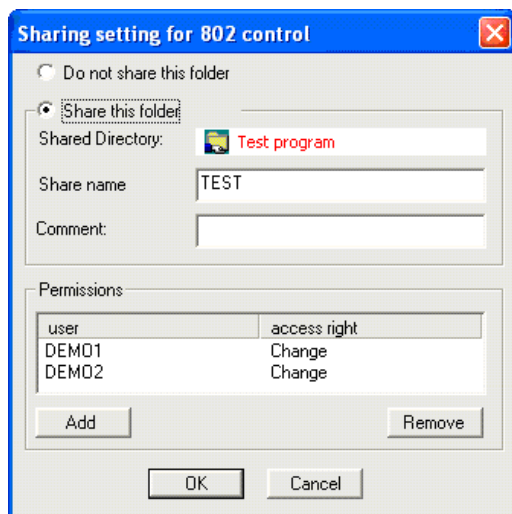 Sharing setting for 802 control
Do not share this folder
Share this folder
Shared Directory: Test program
Share name TEST
Comment:
Permissions
user access right
DEMO1 Change
DEMO2 Change
Add Remove
OK Cancel